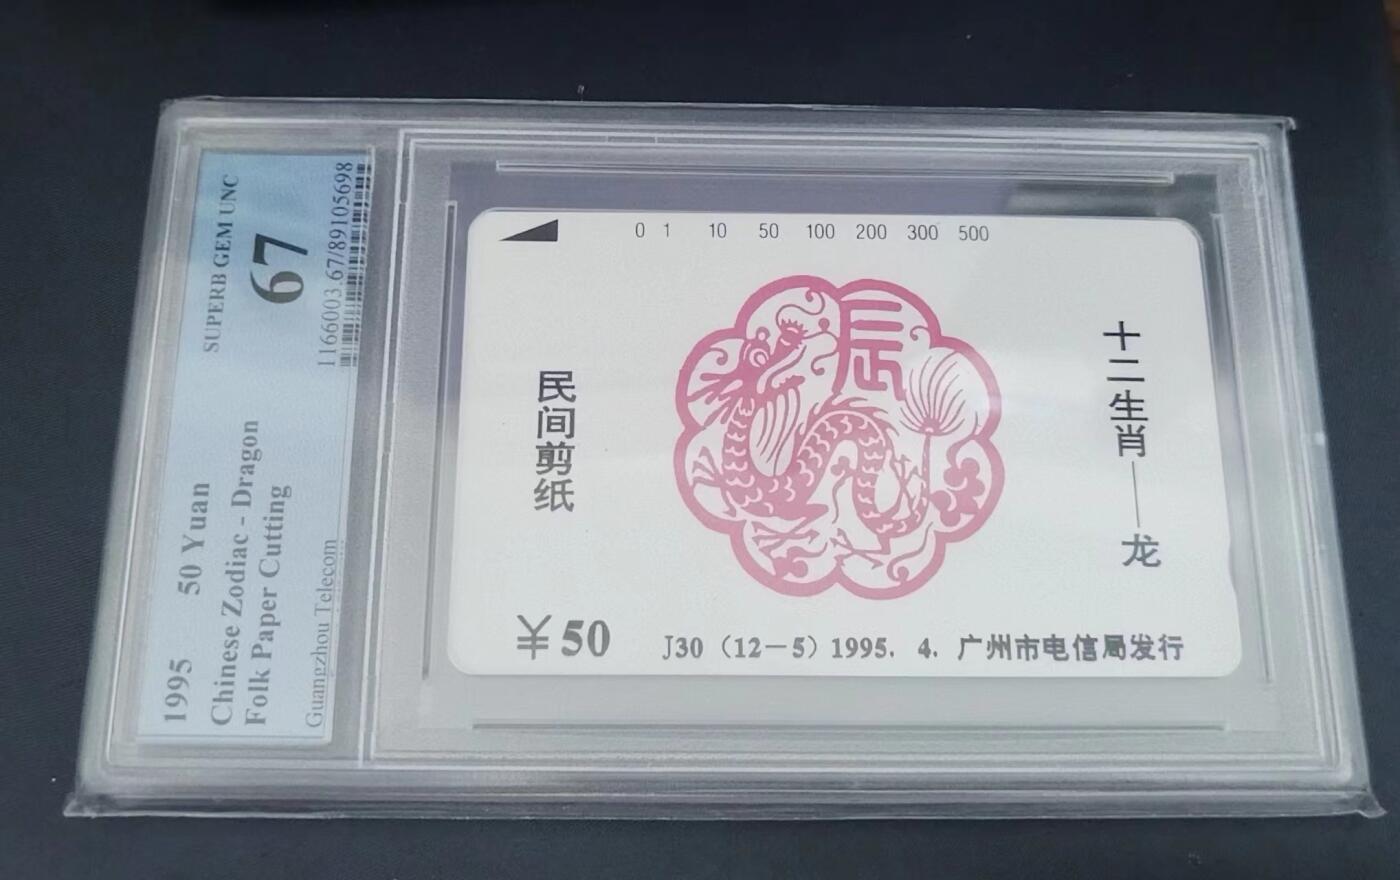 1995 50 Yuan
Chinese Zodiac - Dragon
Folk Paper Cutting
Guangzhou Telecom
SUPERB GEM UNC
67
1166003.67/89105698
0 1 10 50 100 200 300 500
辰
十二生肖——龙
民间剪纸
¥50
J30（12－5）1995. 4. 广州市电信局发行